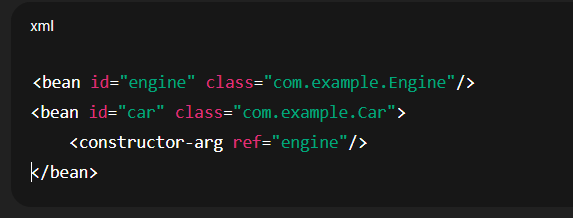 xml
<bean id="engine" class="com.example.Engine"/>
<bean id="car" class="com.example.Car">
    <constructor-arg ref="engine"/>
</bean>